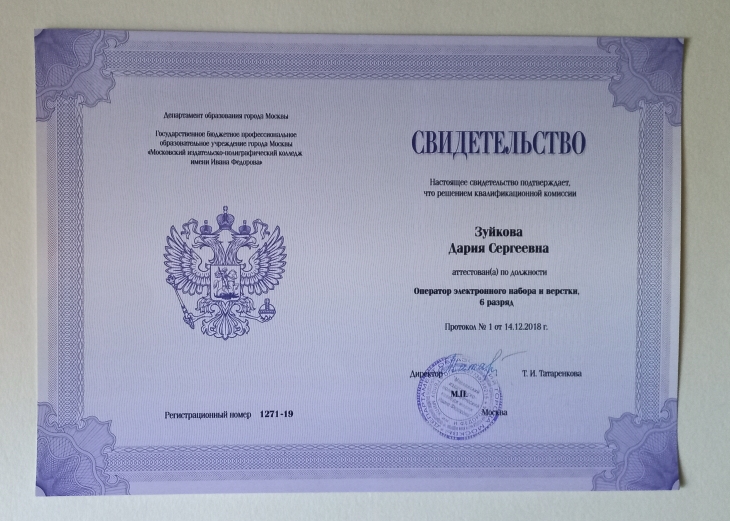 Департамент образования города Москвы
Государственное бюджетное профессиональное
образовательное учреждение города Москвы
«Московский издательско-полиграфический колледж
имени Ивана Федорова»
Регистрационный номер 1271-19
СВИДЕТЕЛЬСТВО
Настоящее свидетельство подтверждает,
что решением квалификационной комиссии
Зуйкова
Дария Сергеевна
аттестован(а) по должности
Оператор электронного набора и верстки,
6 разряд
Протокол № 1 от 14.12.2018 г.
Директор Т. И. Татаренкова
М.П.
Москва